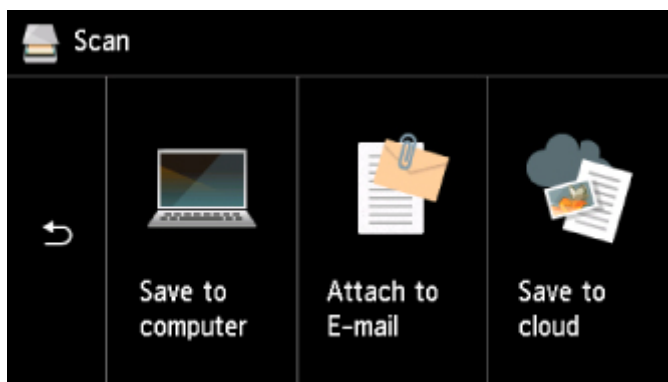 Scan
Save to
computer
Attach to
E-mail
Save to
cloud